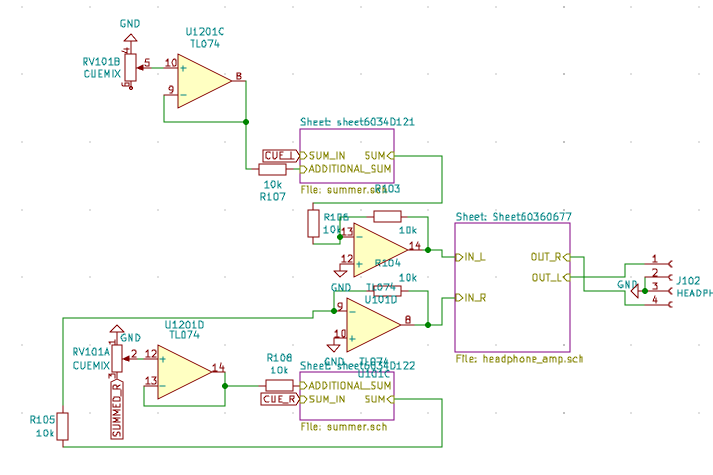 GND
U1201C
TL074
RV101B
CUEMIX
4
5
10
9
8
+
-
Sheet: sheet6034D121
CUE_L
SUM_IN
SUM
ADDITIONAL_SUM
10k
R107
File: summer.sch
R103
R106
10k
10k
13
12
14
-
+
R104
GND
TL074
U101D
10k
9
10
8
-
+
GND
TL074
U101C
Sheet: Sheet60360677
IN_L
OUT_R
OUT_L
IN_R
File: headphone_amp.sch
GND
1
2
3
4
J102
HEADPH
U1201D
TL074
GND
RV101A
CUEMIX
1
2
12
13
14
+
-
SUMMED_R
R108
10k
Sheet: sheet6034D122
ADDITIONAL_SUM
CUE_R
SUM_IN
SUM
File: summer.sch
R105
10k